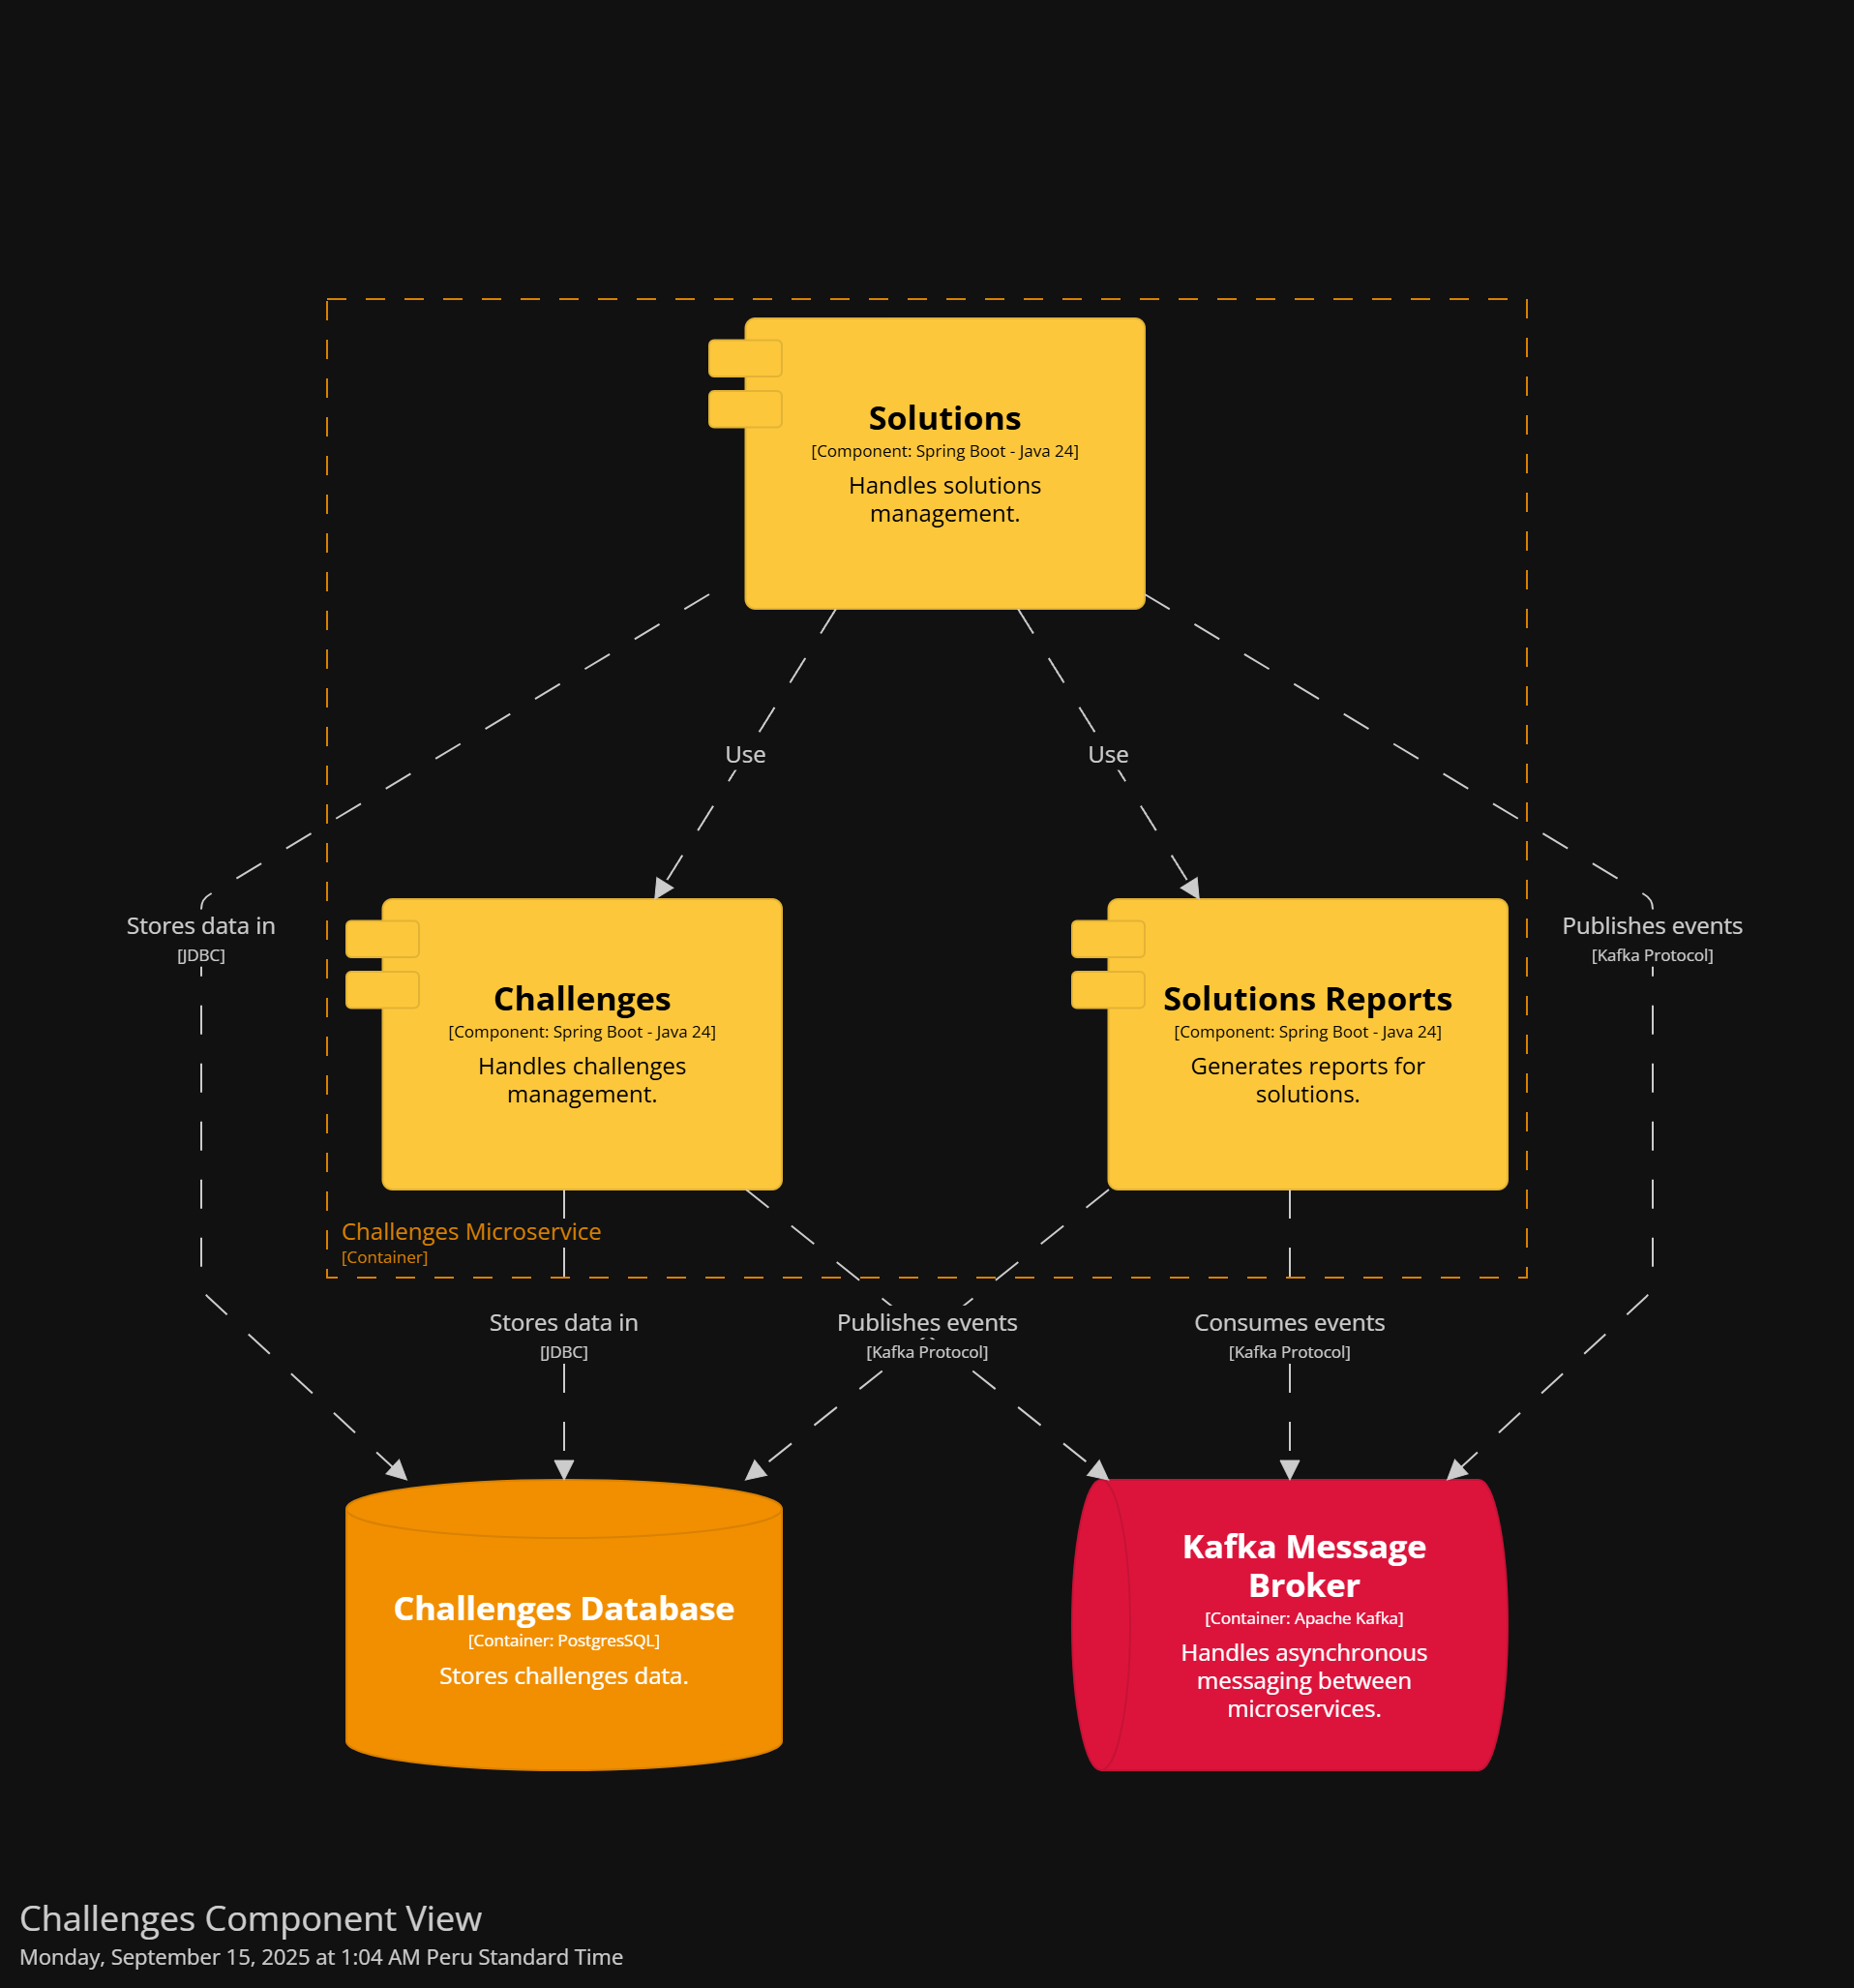 Solutions
[Component: Spring Boot - Java 24]
Handles solutions
management.
Use
Use
Stores data in
[JDBC]
Publishes events
[Kafka Protocol]
Challenges
[Component: Spring Boot - Java 24]
Handles challenges
management.
Solutions Reports
[Component: Spring Boot - Java 24]
Generates reports for
solutions.
Challenges Microservice
[Container]
Stores data in
[JDBC]
Publishes events
[Kafka Protocol]
Consumes events
[Kafka Protocol]
Challenges Database
[Container: PostgresSQL]
Stores challenges data.
Kafka Message
Broker
[Container: Apache Kafka]
Handles asynchronous
messaging between
microservices.
Challenges Component View
Monday, September 15, 2025 at 1:04 AM Peru Standard Time